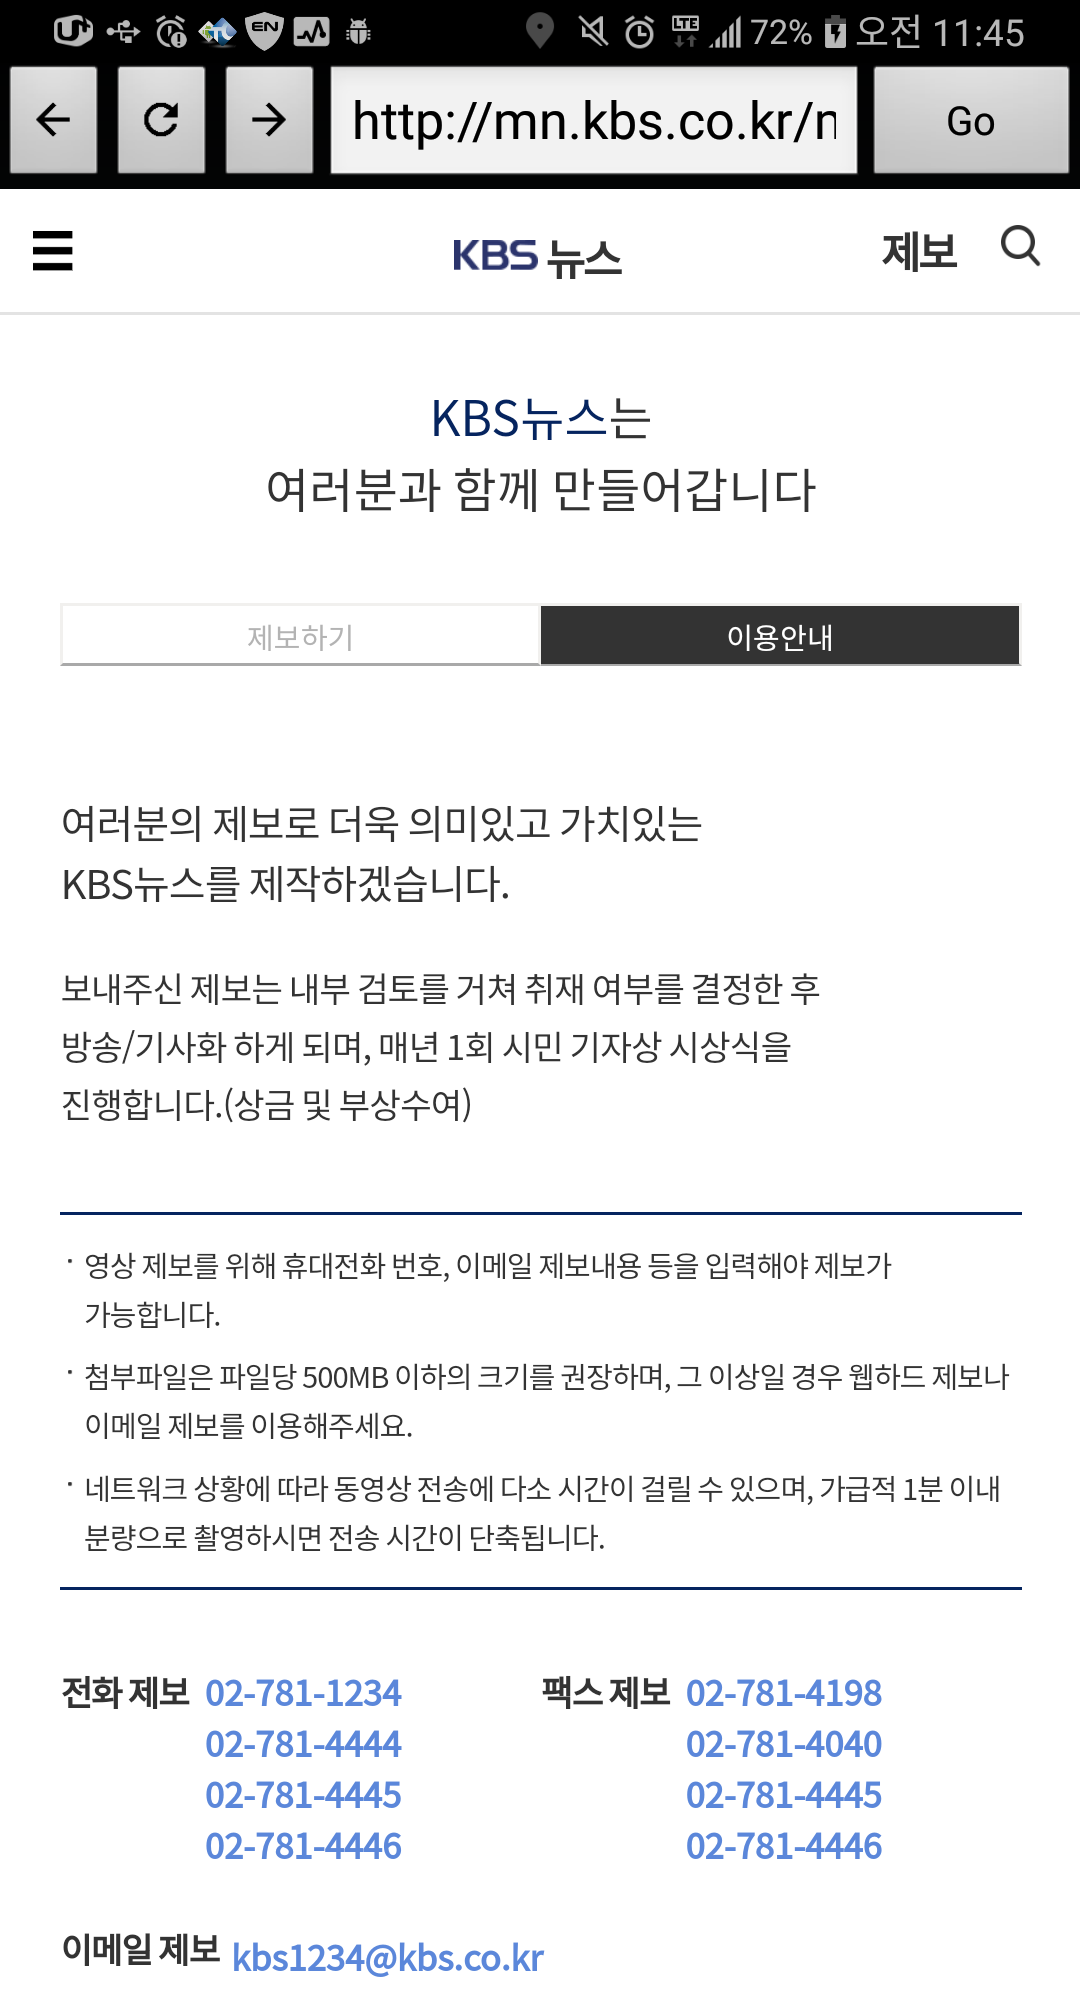 72% 오전 11:45
http://mn.kbs.co.kr/n
Go
KBS 뉴스
제보
KBS뉴스는
여러분과 함께 만들어갑니다
제보하기
이용안내
여러분의 제보로 더욱 의미있고 가치있는
KBS뉴스를 제작하겠습니다.
보내주신 제보는 내부 검토를 거쳐 취재 여부를 결정한 후
방송/기사화 하게 되며, 매년 1회 시민 기자상 시상식을
진행합니다.(상금 및 부상수여)
· 영상 제보를 위해 휴대전화 번호, 이메일 제보내용 등을 입력해야 제보가
가능합니다.
· 첨부파일은 파일당 500MB 이하의 크기를 권장하며, 그 이상일 경우 웹하드 제보나
이메일 제보를 이용해주세요.
· 네트워크 상황에 따라 동영상 전송에 다소 시간이 걸릴 수 있으며, 가급적 1분 이내
분량으로 촬영하시면 전송 시간이 단축됩니다.
전화 제보 02-781-1234
02-781-4444
02-781-4445
02-781-4446
팩스 제보 02-781-4198
02-781-4040
02-781-4445
02-781-4446
이메일 제보 kbs1234@kbs.co.kr